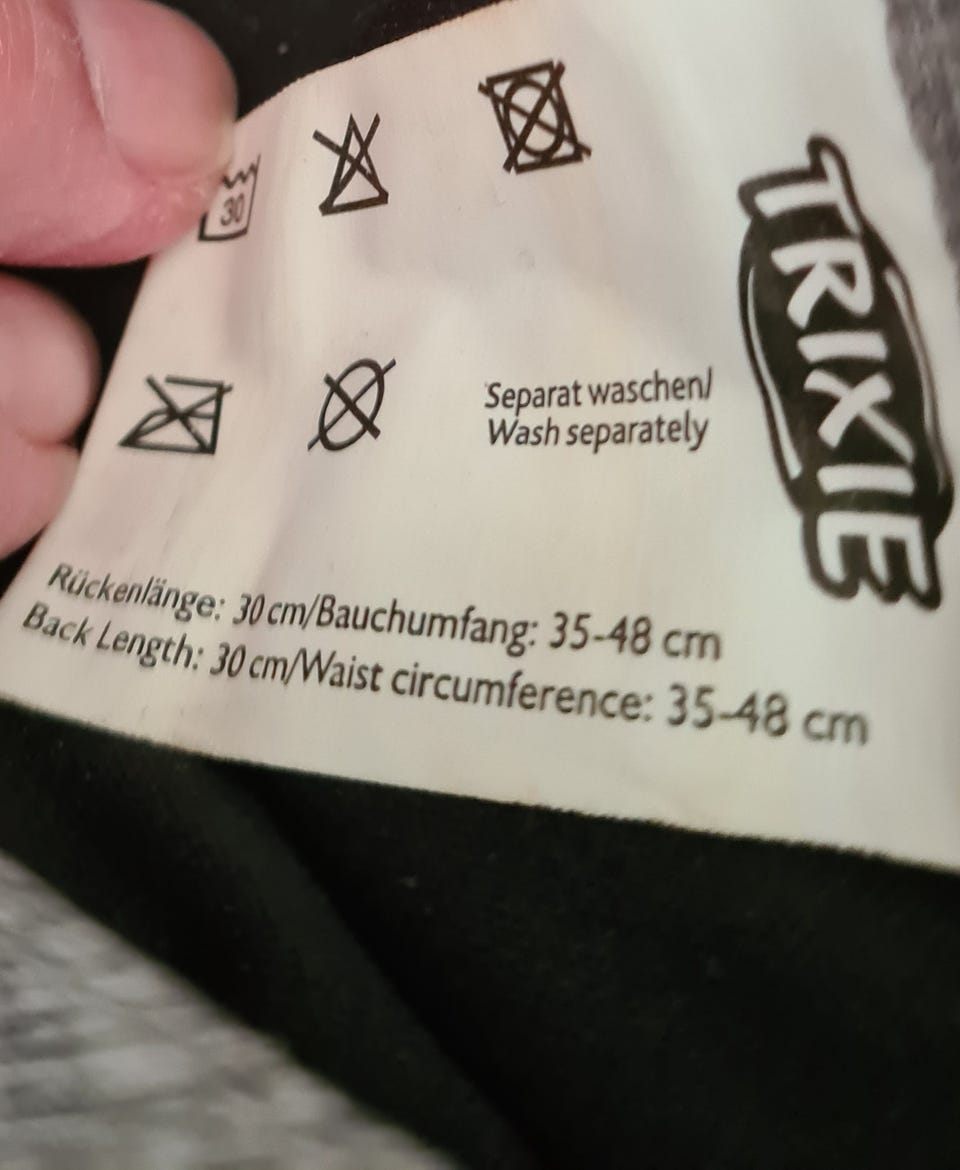 30
Separat waschen/
Wash separately
TRIXIE
Rückenlänge: 30 cm/Bauchumfang: 35-48 cm
Back Length: 30 cm/Waist circumference: 35-48 cm